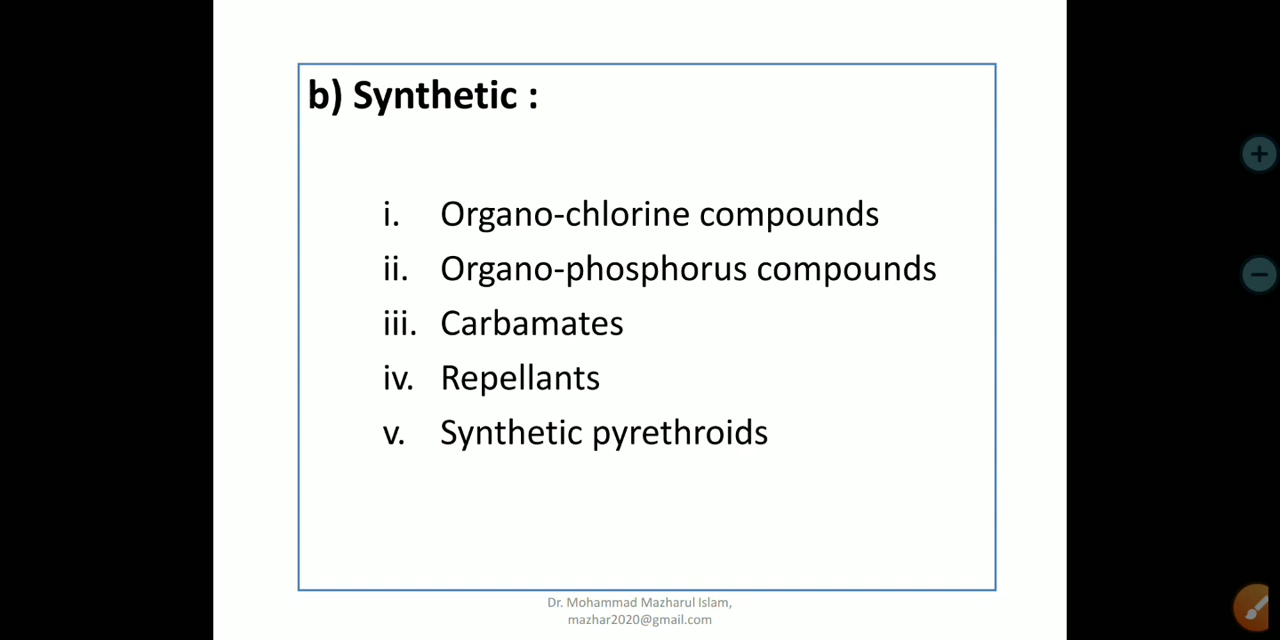 b) Synthetic :
i. Organo-chlorine compounds
ii. Organo-phosphorus compounds
iii. Carbamates
iv. Repellants
v. Synthetic pyrethroids
Dr. Mohammad Mazharul Islam,
mazhar2020@gmail.com